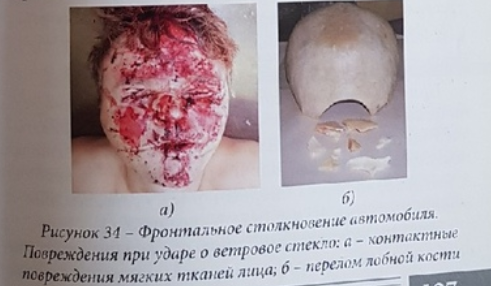 а)
б)
Рисунок 34 – Фронтальное столкновение автомобиля.
Повреждения при ударе о ветровое стекло: а – контактные
повреждения мягких тканей лица; б – перелом лобной кости